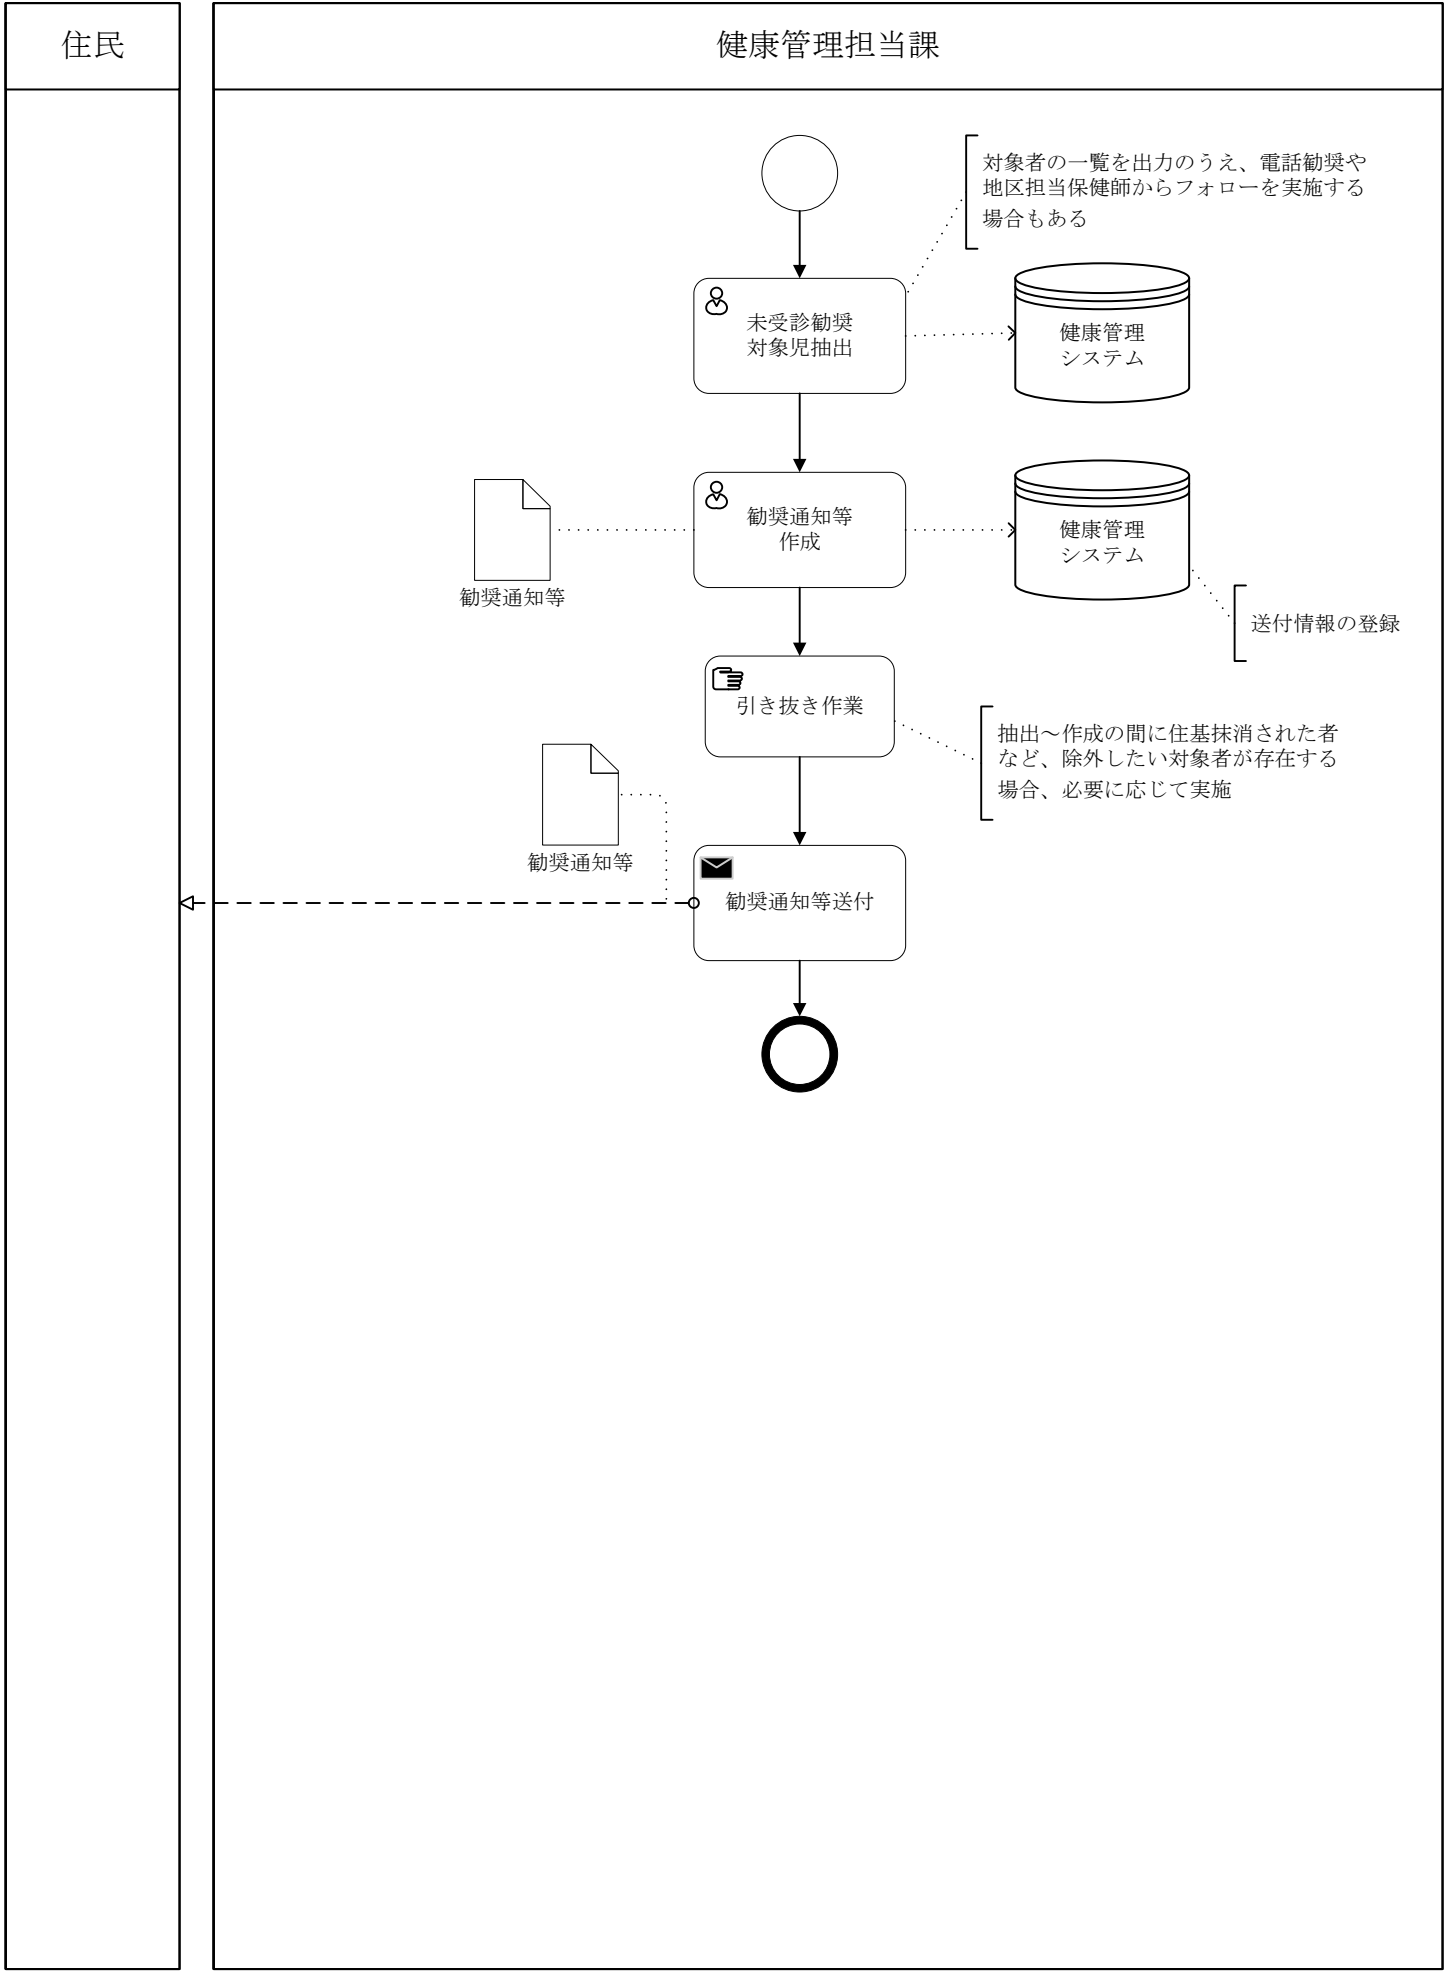 住民
健康管理担当課
対象者の一覧を出力のうえ、電話勧奨や
地区担当保健師からフォローを実施する
場合もある
未受診勧奨
対象児抽出
健康管理
システム
勧奨通知等
作成
健康管理
システム
勧奨通知等
送付情報の登録
引き抜き作業
抽出～作成の間に住基抹消された者
など、除外したい対象者が存在する
場合、必要に応じて実施
勧奨通知等
勧奨通知等送付